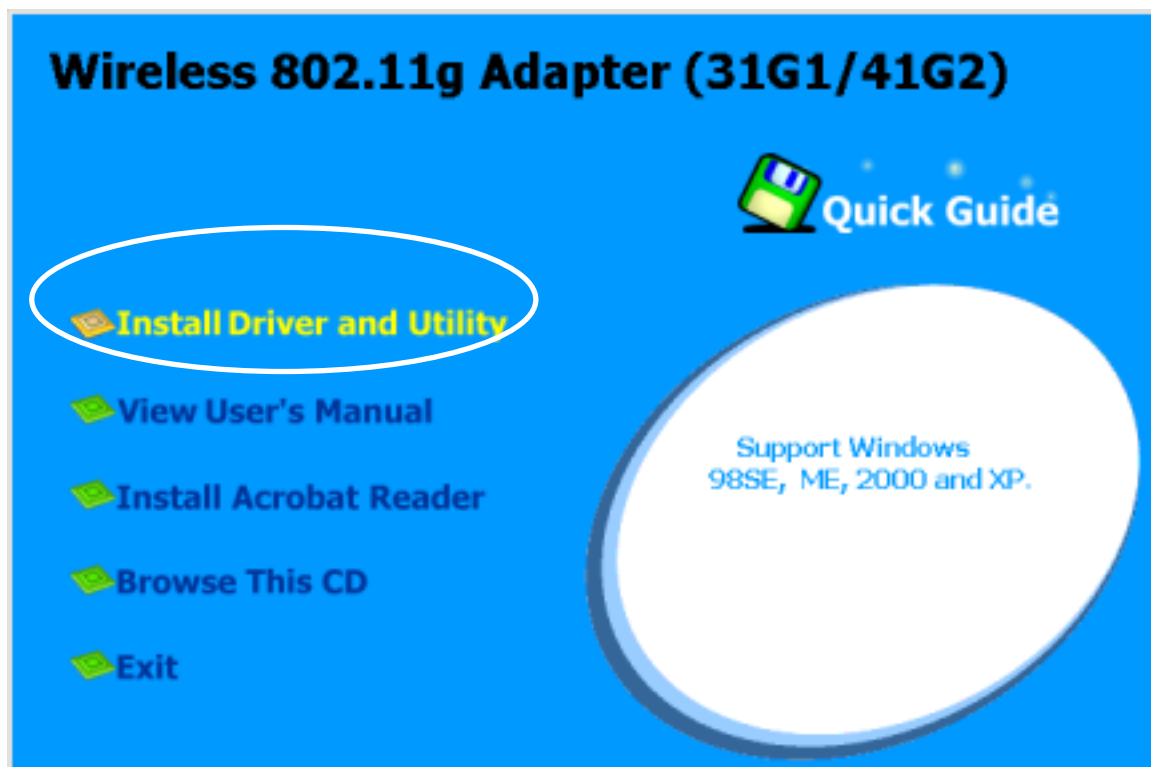 Wireless 802.11g Adapter (31G1/41G2)
Quick Guide
Install Driver and Utility
View User's Manual
Install Acrobat Reader
Browse This CD
Exit
Support Windows
98SE, ME, 2000 and XP.